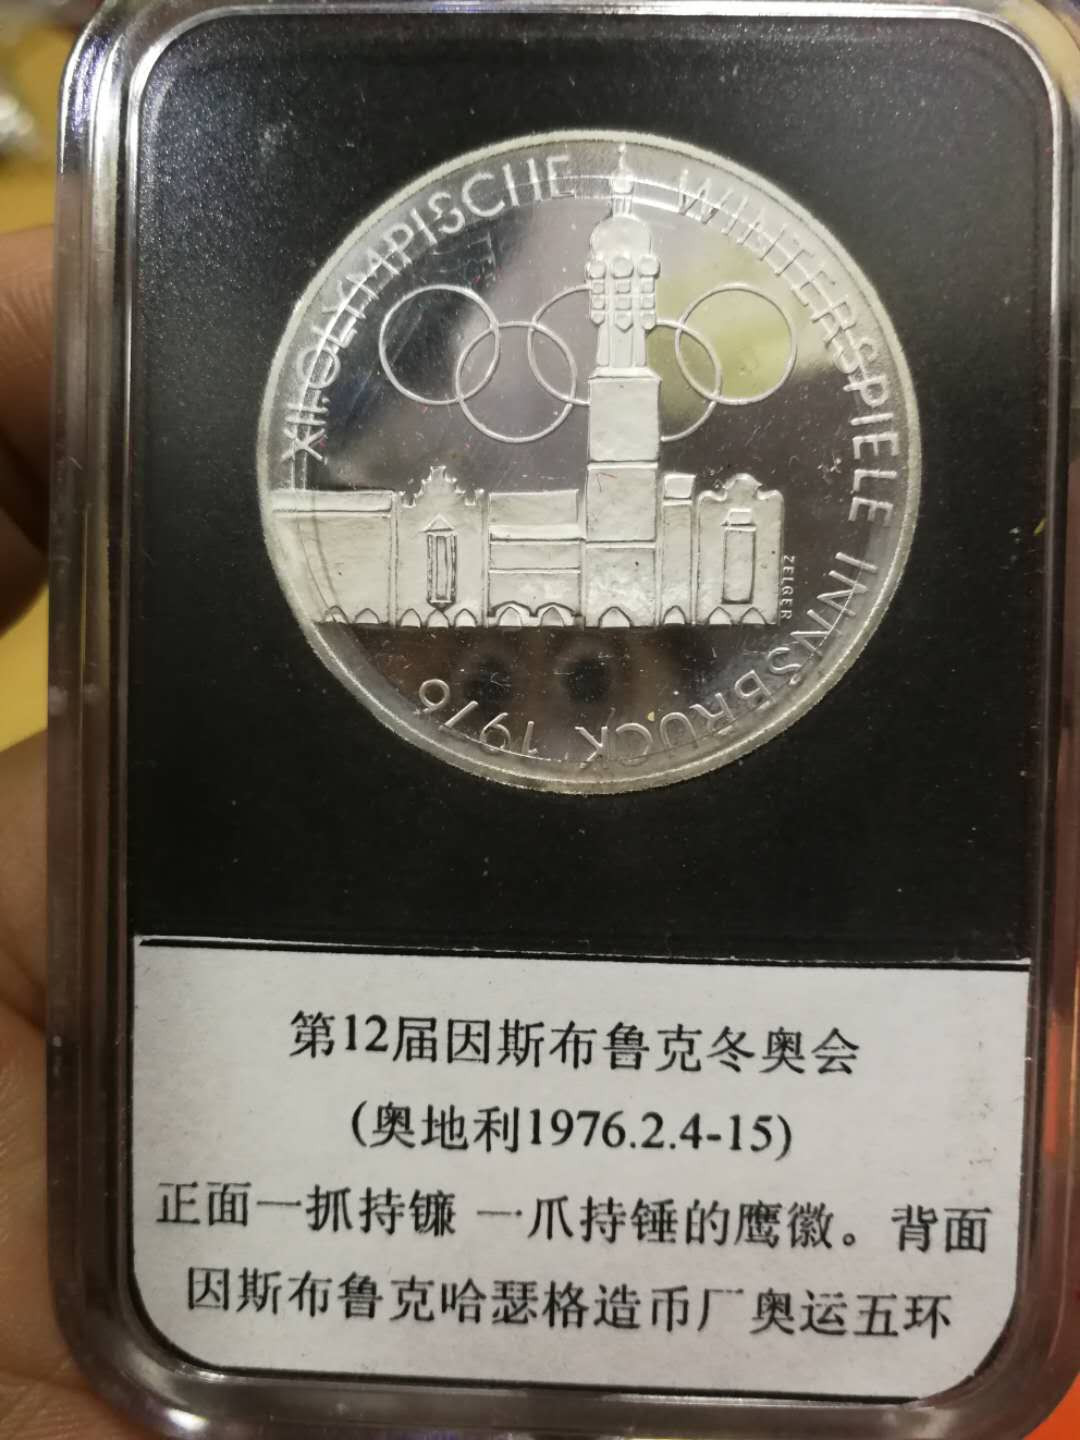 XII. OLYMPISCHE WINTERSPIELE INNSBRUCK 1976
ZELGER
第12届因斯布鲁克冬奥会
(奥地利1976.2.4-15)
正面一抓持镰 一爪持锤的鹰徽。背面
因斯布鲁克哈瑟格造币厂奥运五环